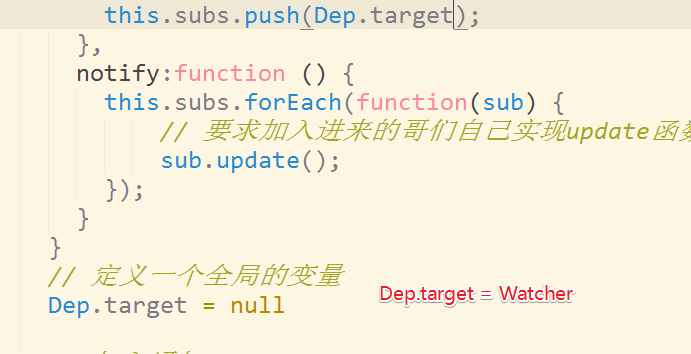 this.subs.push(Dep.target);
},
notify:function () {
this.subs.forEach(function(sub) {
// 要求加入进来的哥们自己实现update函数
sub.update();
});
}
}
// 定义一个全局的变量
Dep.target = null
Dep.target = Watcher